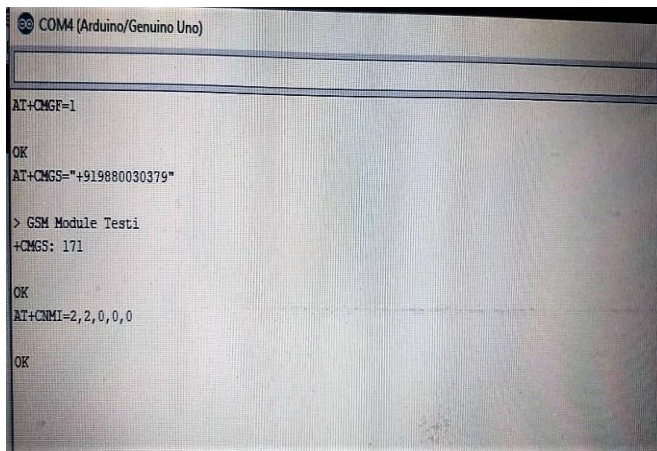 COM4 (Arduino/Genuino Uno)
AT+CMGF=1
OK
AT+CMGS="+919880030379"
> GSM Module Testi
+CMGS: 171
OK
AT+CNMI=2,2,0,0,0
OK